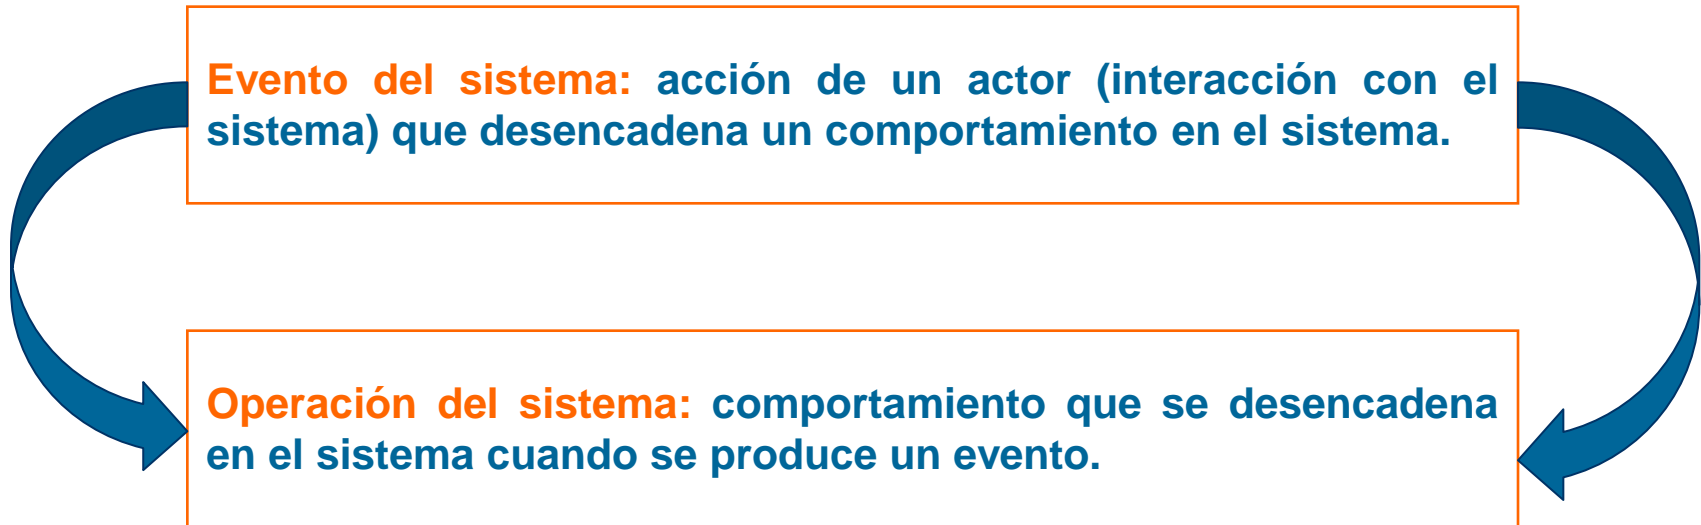 Evento del sistema: acción de un actor (interacción con el
sistema) que desencadena un comportamiento en el sistema.
Operación del sistema: comportamiento que se desencadena
en el sistema cuando se produce un evento.